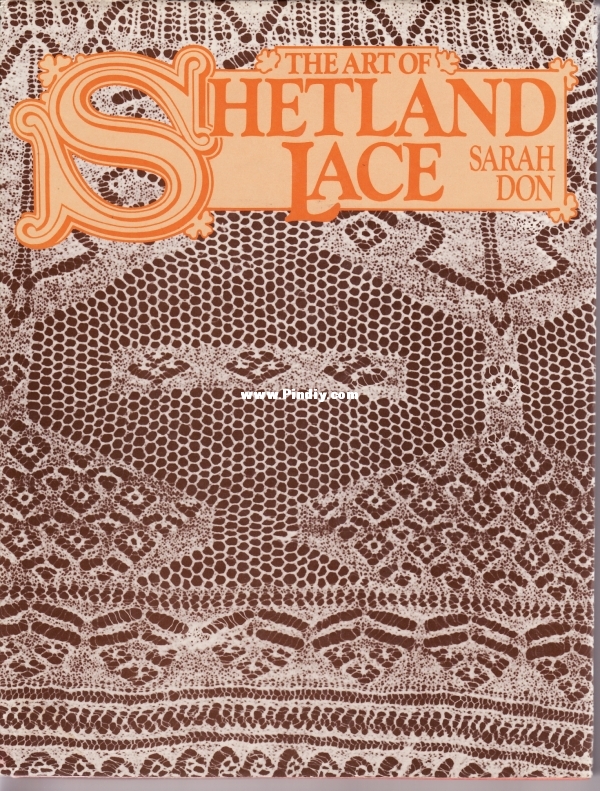 THE ART OF
SHETLAND
LACE
SARAH
DON
www.Pindiy.com